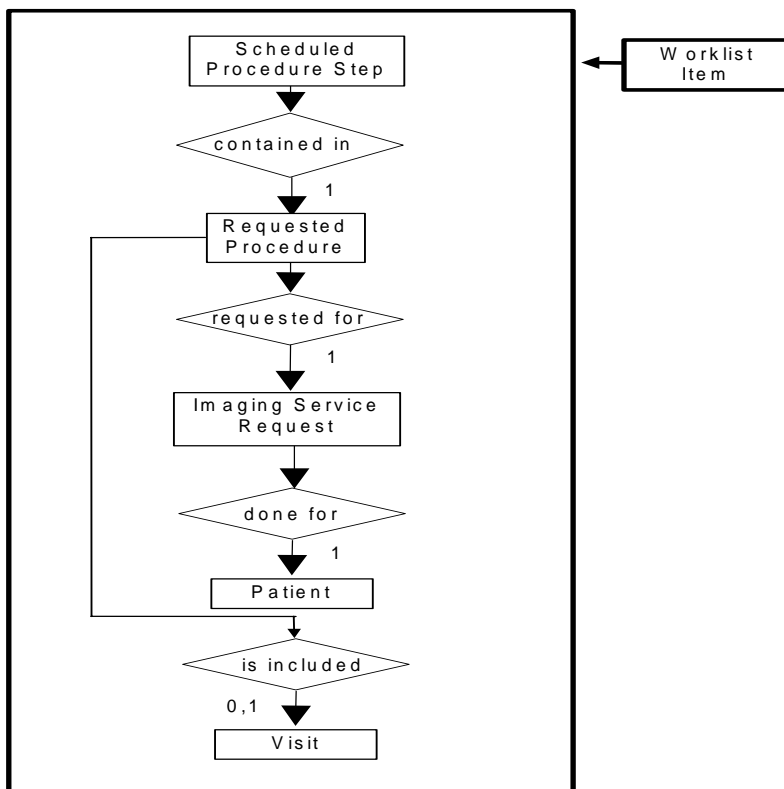 Scheduled
Procedure Step
Worklist
Item
contained in
1
Requested
Procedure
requested for
1
Imaging Service
Request
done for
1
Patient
is included
0,1
Visit